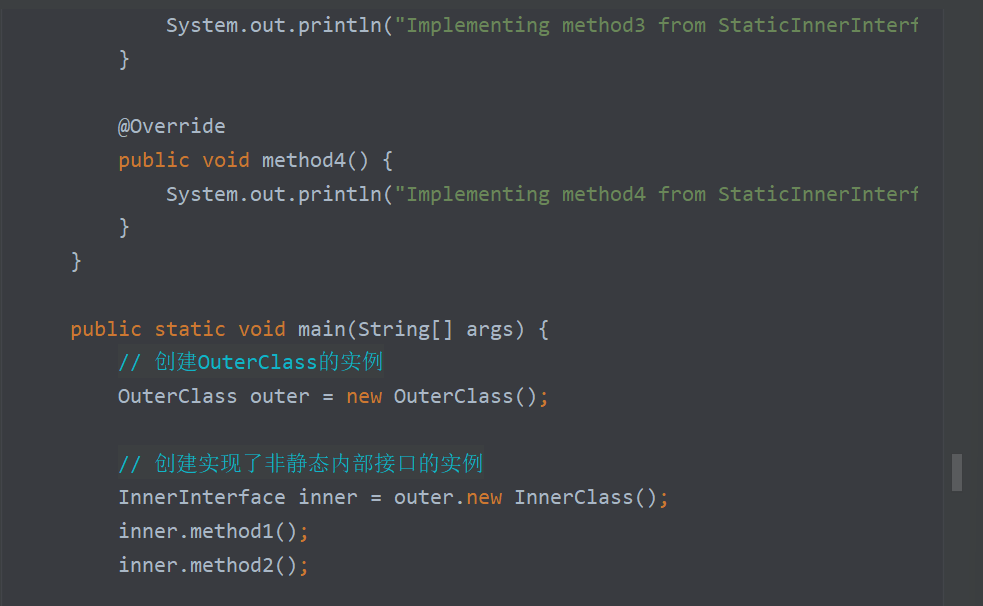 System.out.println("Implementing method3 from StaticInnerInterf
}
@Override
public void method4() {
System.out.println("Implementing method4 from StaticInnerInterf
}
}
public static void main(String[] args) {
// 创建OuterClass的实例
OuterClass outer = new OuterClass();
// 创建实现了非静态内部接口的实例
InnerInterface inner = outer.new InnerClass();
inner.method1();
inner.method2();